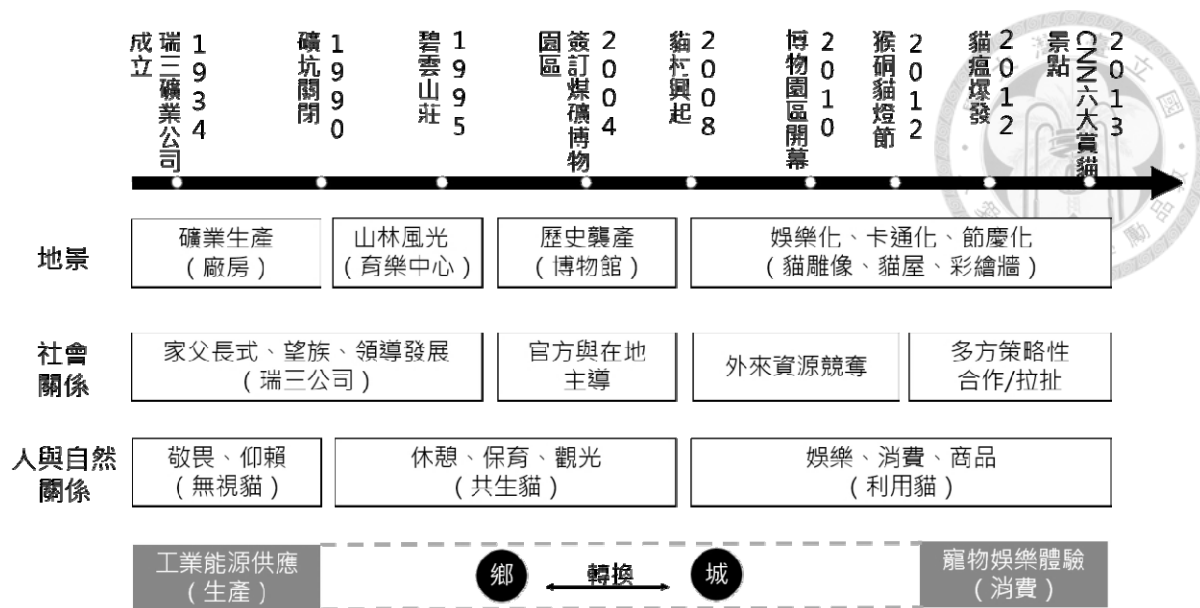 1934
瑞三礦業公司
成立
1990
礦坑關閉
1995
碧雲山莊
2004
簽訂煤礦博物
園區
2008
貓村興起
2010
博物園區開幕
2012
猴硐貓燈節
2012
貓瘟爆發
2013
CNN六大賞貓
景點
地景
礦業生產
（廠房）
山林風光
（育樂中心）
歷史襲產
（博物館）
娛樂化、卡通化、節慶化
（貓雕像、貓屋、彩繪牆）
社會
關係
家父長式、望族、領導發展
（瑞三公司）
官方與在地
主導
外來資源競奪
多方策略性
合作/拉扯
人與自然
關係
敬畏、仰賴
（無視貓）
休憩、保育、觀光
（共生貓）
娛樂、消費、商品
（利用貓）
工業能源供應
（生產）
鄉
轉換
城
寵物娛樂體驗
（消費）